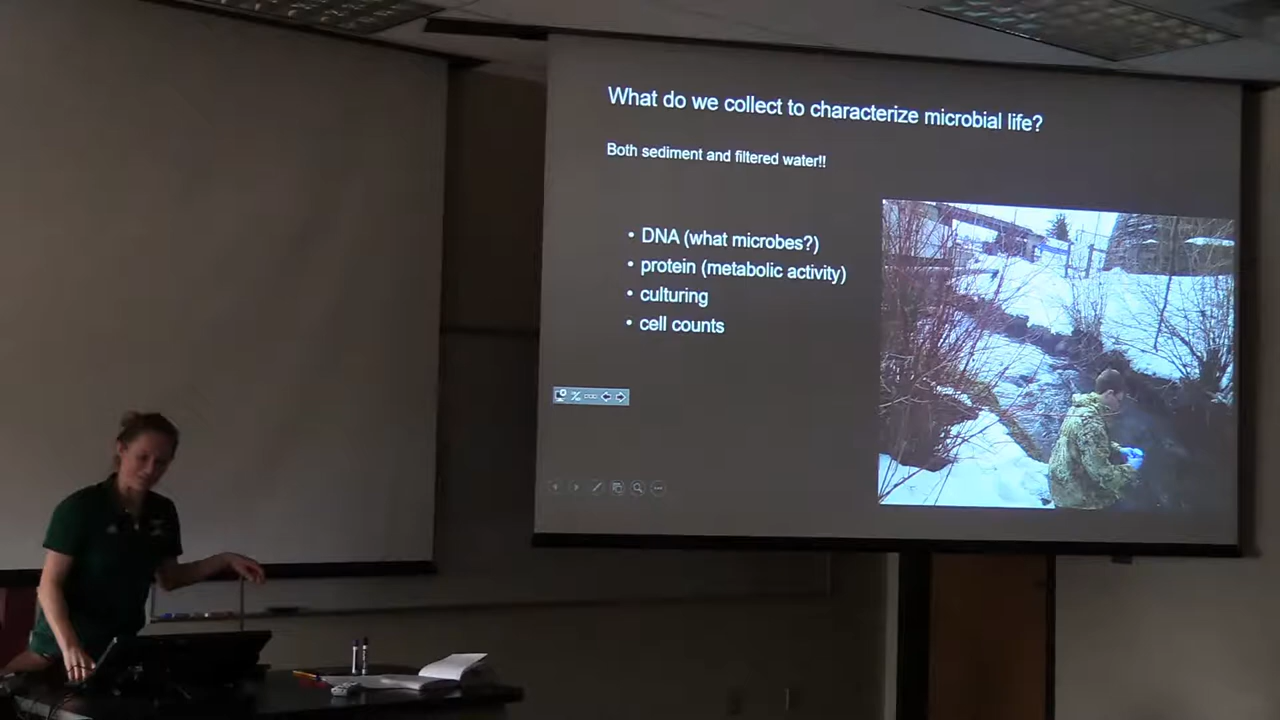 What do we collect to characterize microbial life?
Both sediment and filtered water!!
• DNA (what microbes?)
• protein (metabolic activity)
• culturing
• cell counts